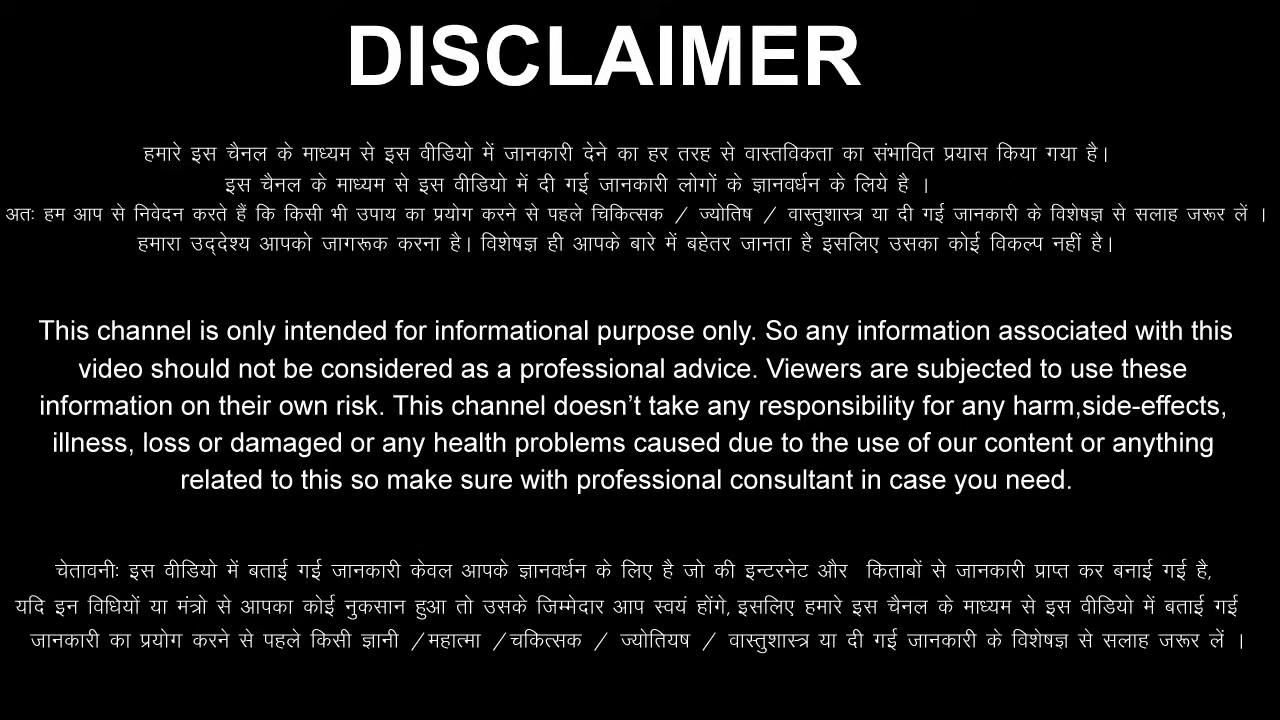 DISCLAIMER
हमारे इस चैनल के माध्यम से इस वीडियो में जानकारी देने का हर तरह से वास्तविकता का संभावित प्रयास किया गया है।
इस चैनल के माध्यम से इस वीडियो में दी गई जानकारी लोगों के ज्ञानवर्धन के लिये है ।
अतः हम आप से निवेदन करते हैं कि किसी भी उपाय का प्रयोग करने से पहले चिकित्सक / ज्योतिष / वास्तुशास्त्र या दी गई जानकारी के विशेषज्ञ से सलाह जरूर लें ।
हमारा उद्देश्य आपको जागरूक करना है। विशेषज्ञ ही आपके बारे में बहेतर जानता है इसलिए उसका कोई विकल्प नहीं है।
This channel is only intended for informational purpose only. So any information associated with this
video should not be considered as a professional advice. Viewers are subjected to use these
information on their own risk. This channel doesn’t take any responsibility for any harm,side-effects,
illness, loss or damaged or any health problems caused due to the use of our content or anything
related to this so make sure with professional consultant in case you need.
चेतावनीः इस वीडियो में बताई गई जानकारी केवल आपके ज्ञानवर्धन के लिए है जो की इन्टरनेट और किताबों से जानकारी प्राप्त कर बनाई गई है,
यदि इन विधियों या मंत्रो से आपका कोई नुकसान हुआ तो उसके जिम्मेदार आप स्वयं होंगे, इसलिए हमारे इस चैनल के माध्यम से इस वीडियो में बताई गई
जानकारी का प्रयोग करने से पहले किसी ज्ञानी /महात्मा /चकित्सक / ज्योतियष / वास्तुशास्त्र या दी गई जानकारी के विशेषज्ञ से सलाह जरूर लें ।